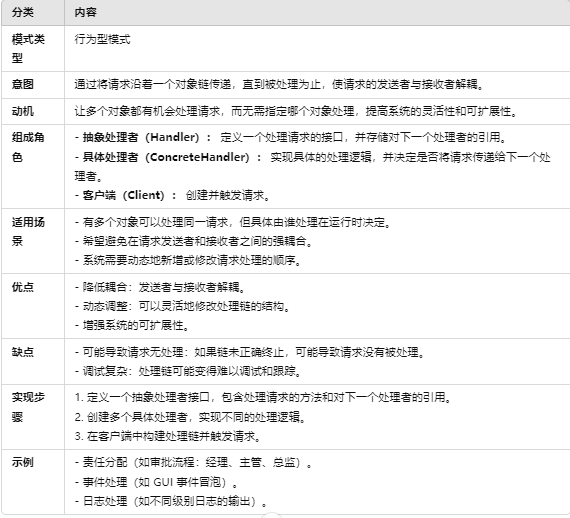 分类 内容
模式类 行为型模式
型
意图 通过将请求沿着一个对象链传递，直到被处理为止，使请求的发送者与接收者解耦。
动机 让多个对象都有机会处理请求，而无需指定哪个对象处理，提高系统的灵活性和可扩展性。
组成角 - 抽象处理者（Handler）： 定义一个处理请求的接口，并存储对下一个处理者的引用。
色 - 具体处理者（ConcreteHandler）： 实现具体的处理逻辑，并决定是否将请求传递给下一个处
理者。
- 客户端（Client）： 创建并触发请求。
适用场 - 有多个对象可以处理同一请求，但具体由谁处理在运行时决定。
景 - 希望避免在请求发送者和接收者之间的强耦合。
- 系统需要动态地新增或修改请求处理的顺序。
优点 - 降低耦合：发送者与接收者解耦。
- 动态调整：可以灵活地修改处理链的结构。
- 增强系统的可扩展性。
缺点 - 可能导致请求无处理：如果链未正确终止，可能导致请求没有被处理。
- 调试复杂：处理链可能变得难以调试和跟踪。
实现步 1. 定义一个抽象处理者接口，包含处理请求的方法和对下一个处理者的引用。
骤 2. 创建多个具体处理者，实现不同的处理逻辑。
3. 在客户端中构建处理链并触发请求。
示例 - 责任分配（如审批流程：经理、主管、总监）。
- 事件处理（如 GUI 事件冒泡）。
- 日志处理（如不同级别日志的输出）。